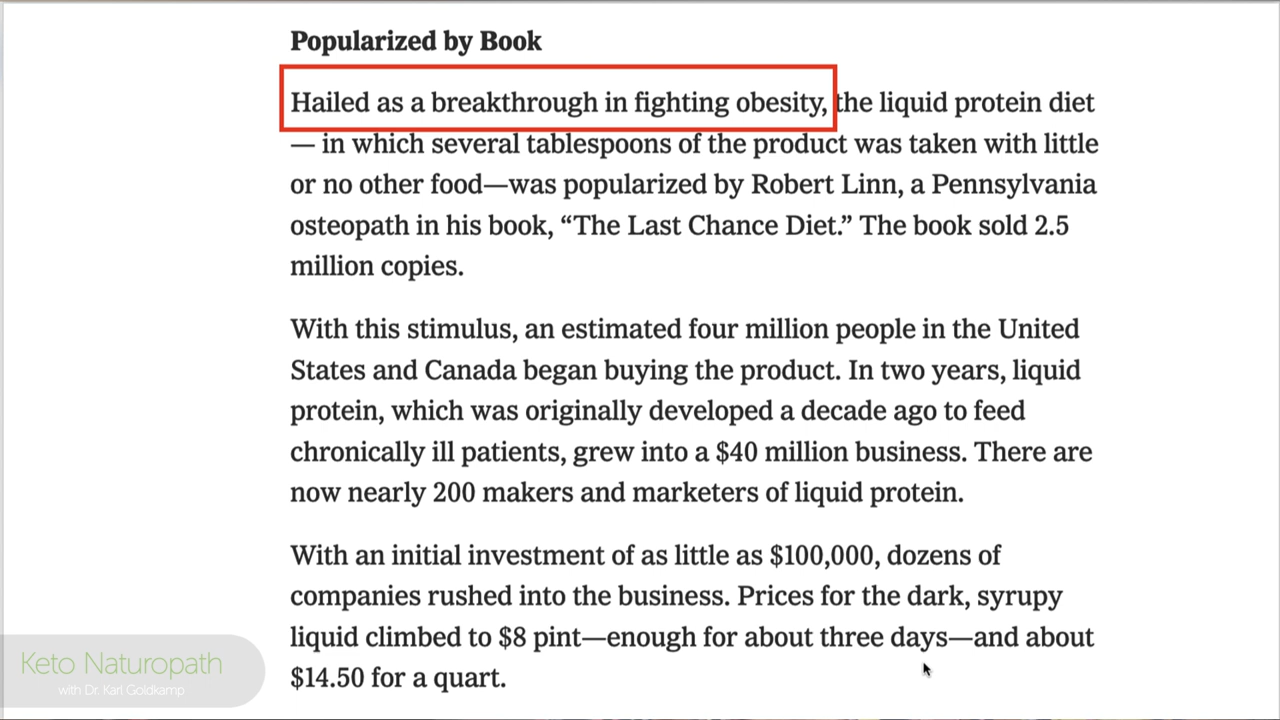 Popularized by Book
Hailed as a breakthrough in fighting obesity, the liquid protein diet
— in which several tablespoons of the product was taken with little
or no other food—was popularized by Robert Linn, a Pennsylvania
osteopath in his book, “The Last Chance Diet.” The book sold 2.5
million copies.
With this stimulus, an estimated four million people in the United
States and Canada began buying the product. In two years, liquid
protein, which was originally developed a decade ago to feed
chronically ill patients, grew into a $40 million business. There are
now nearly 200 makers and marketers of liquid protein.
With an initial investment of as little as $100,000, dozens of
companies rushed into the business. Prices for the dark, syrupy
liquid climbed to $8 pint—enough for about three days—and about
$14.50 for a quart.
Keto Naturopath
with Dr. Karl Goldkamp